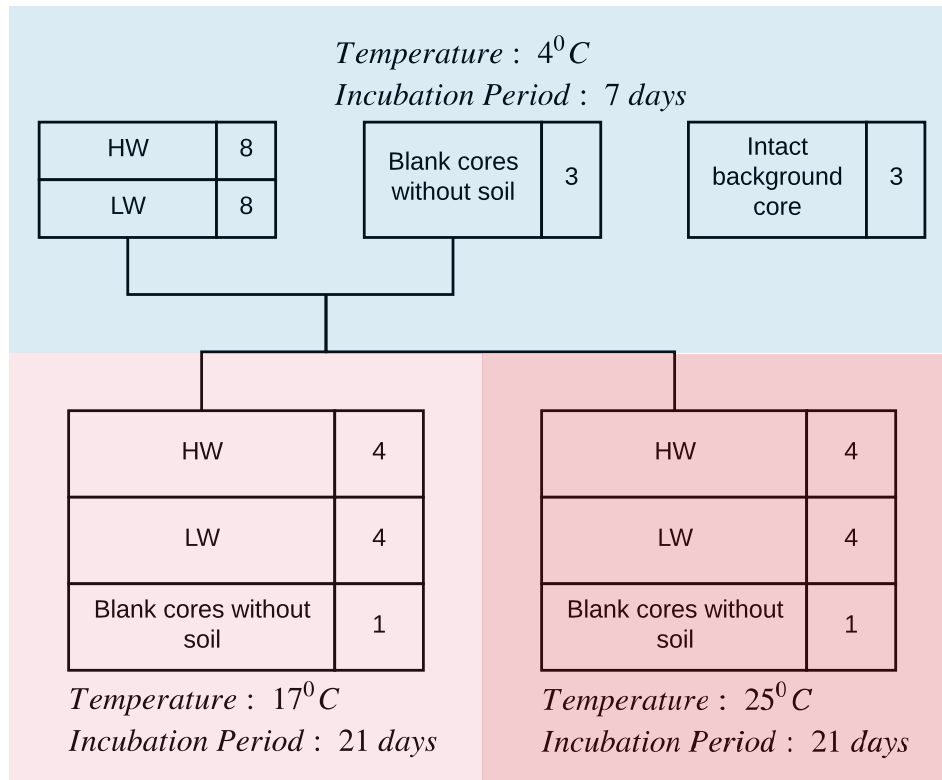 Temperature : 4⁰C
Incubation Period : 7 days
HW 8
LW 8
Blank cores
without soil
3
Intact
background
core
3
HW 4
LW 4
Blank cores without
soil
1
Temperature : 17⁰C
Incubation Period : 21 days
HW 4
LW 4
Blank cores without
soil
1
Temperature : 25⁰C
Incubation Period : 21 days